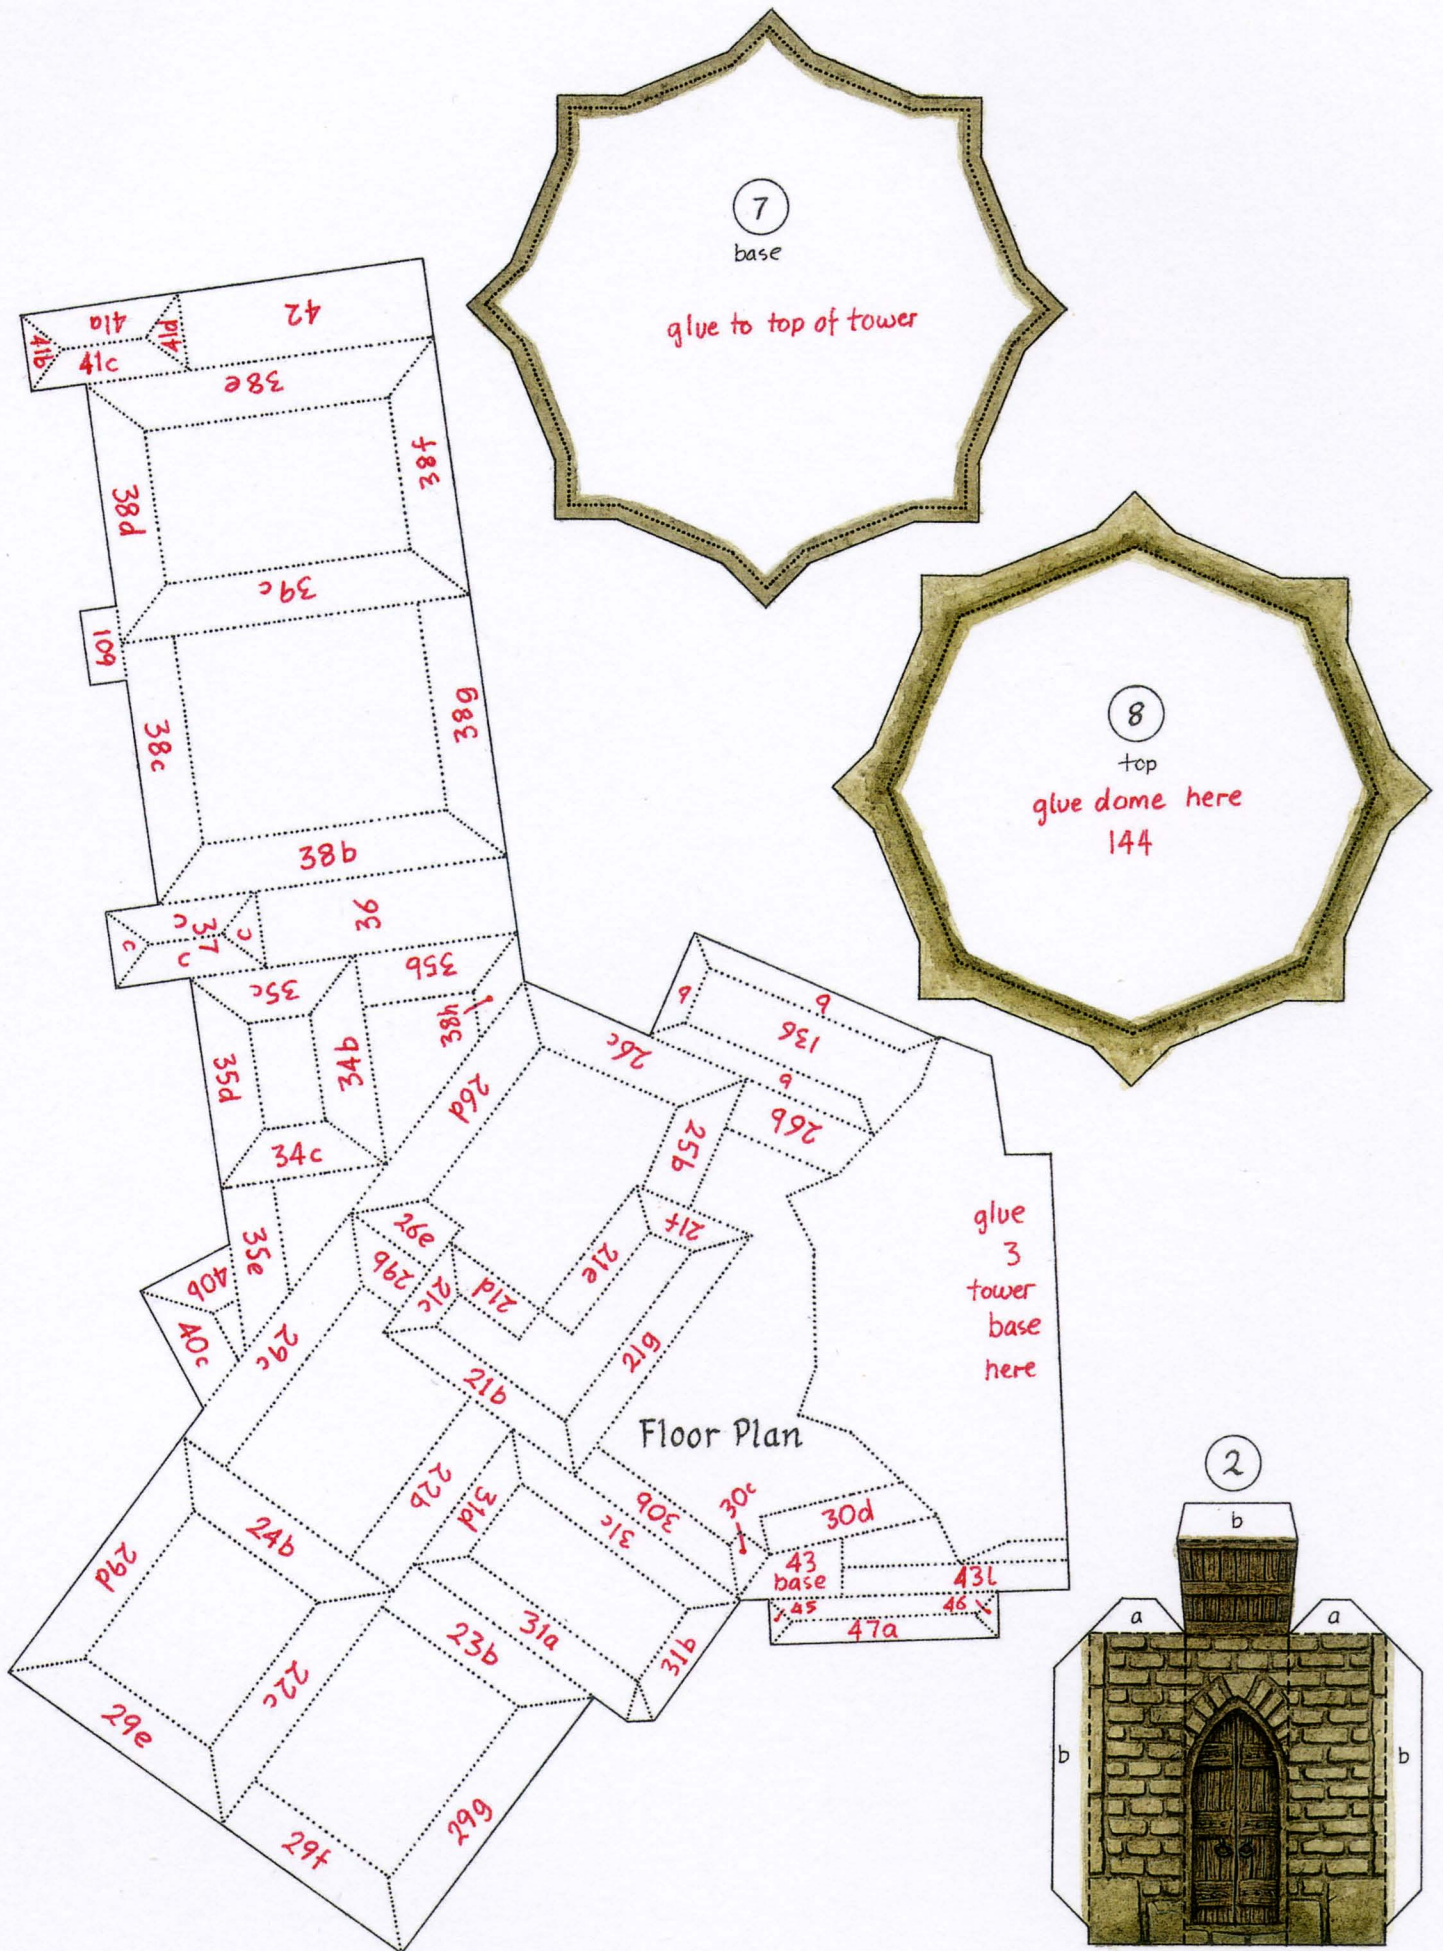 7
base
glue to top of tower
42
41a
41d
41b
41c
38e
38f
38d
39c
109
38c
38g
38b
8
top
glue dome here
144
36
37
c
c
c
c
35b
35c
38h
34b
35d
34c
35e
40b
40c
26c
26d
b
b
136
b
26b
25b
21f
26e
29b
21c
21d
21e
21g
21b
29c
glue
3
tower
base
here
Floor Plan
22b
31d
31c
30b
30c
30d
43
base
43l
45
46
47a
24b
29d
31a
23b
31b
22c
29e
29f
29g
2
b
a
a
b
b